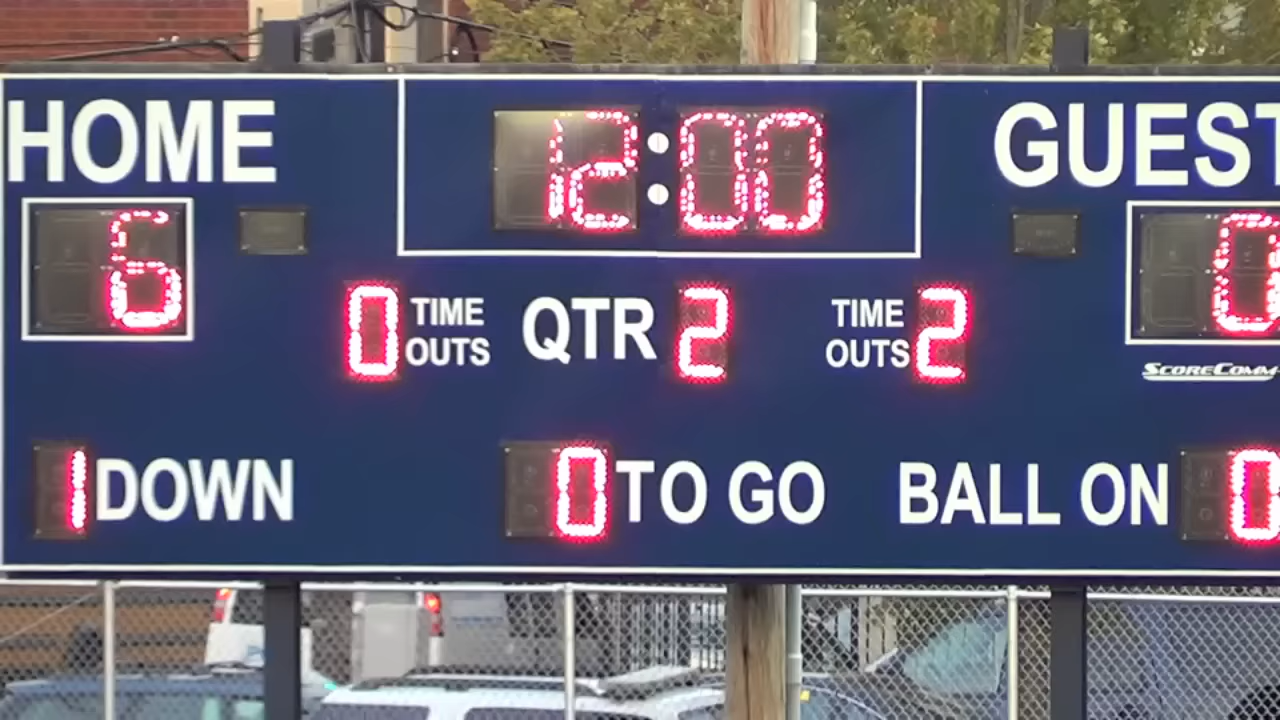 HOME
12:00
GUEST
6
0
0 TIME OUTS
QTR 2
TIME OUTS 2
SCORECOMM
1 DOWN
0 TO GO
BALL ON 0